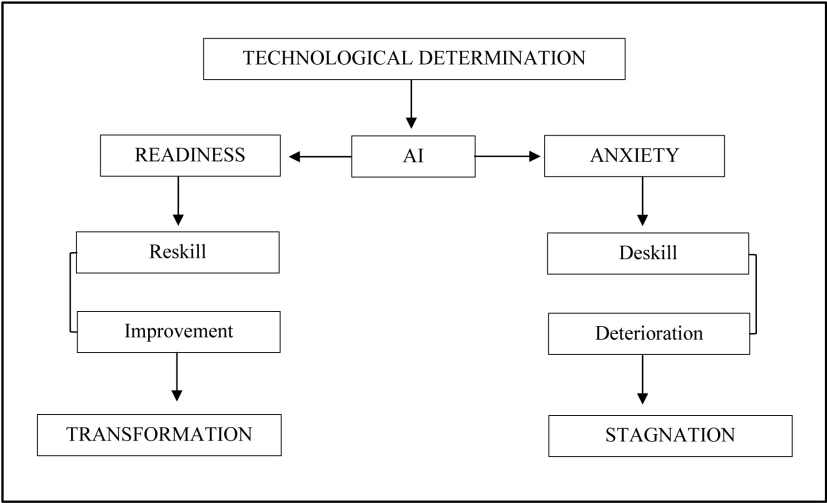 TECHNOLOGICAL DETERMINATION
READINESS
AI
ANXIETY
Reskill
Deskill
Improvement
Deterioration
TRANSFORMATION
STAGNATION